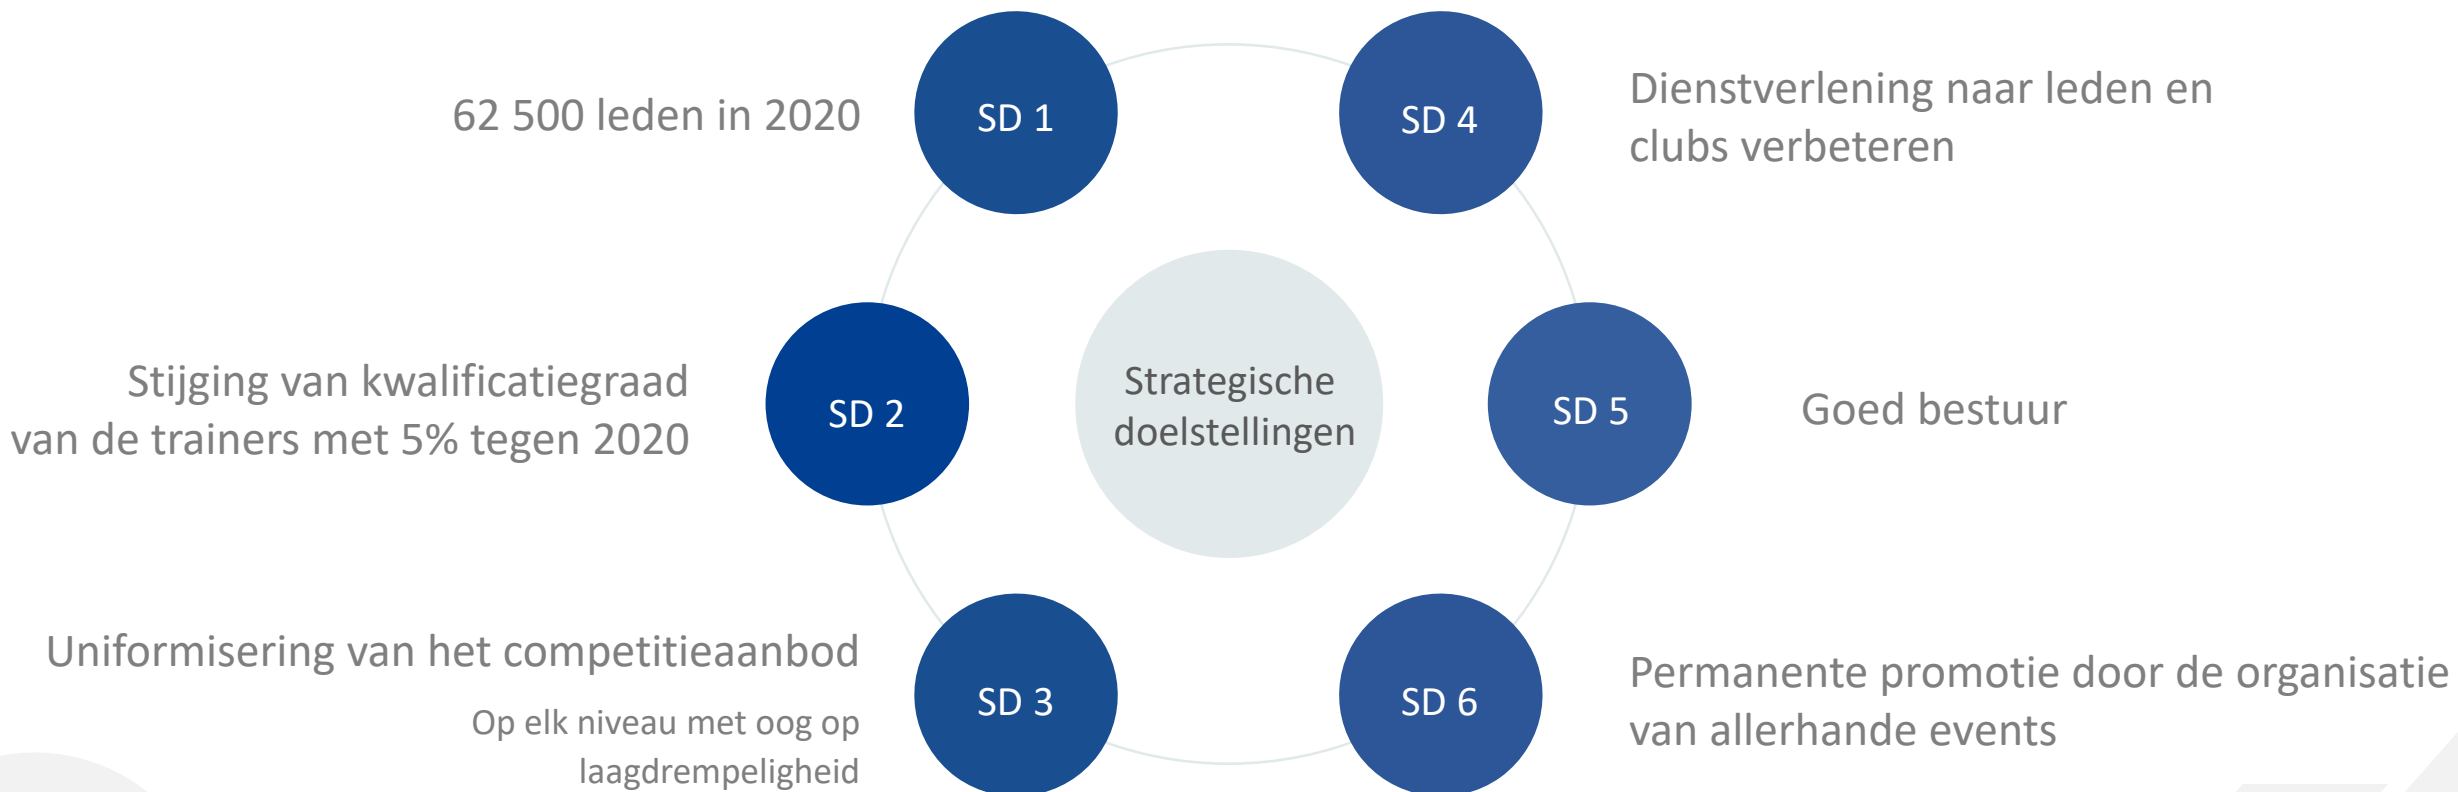 Strategische
doelstellingen
SD 1
62 500 leden in 2020
SD 2
Stijging van kwalificatiegraad
van de trainers met 5% tegen 2020
SD 3
Uniformisering van het competitieaanbod
Op elk niveau met oog op
laagdrempeligheid
SD 4
Dienstverlening naar leden en
clubs verbeteren
SD 5
Goed bestuur
SD 6
Permanente promotie door de organisatie
van allerhande events